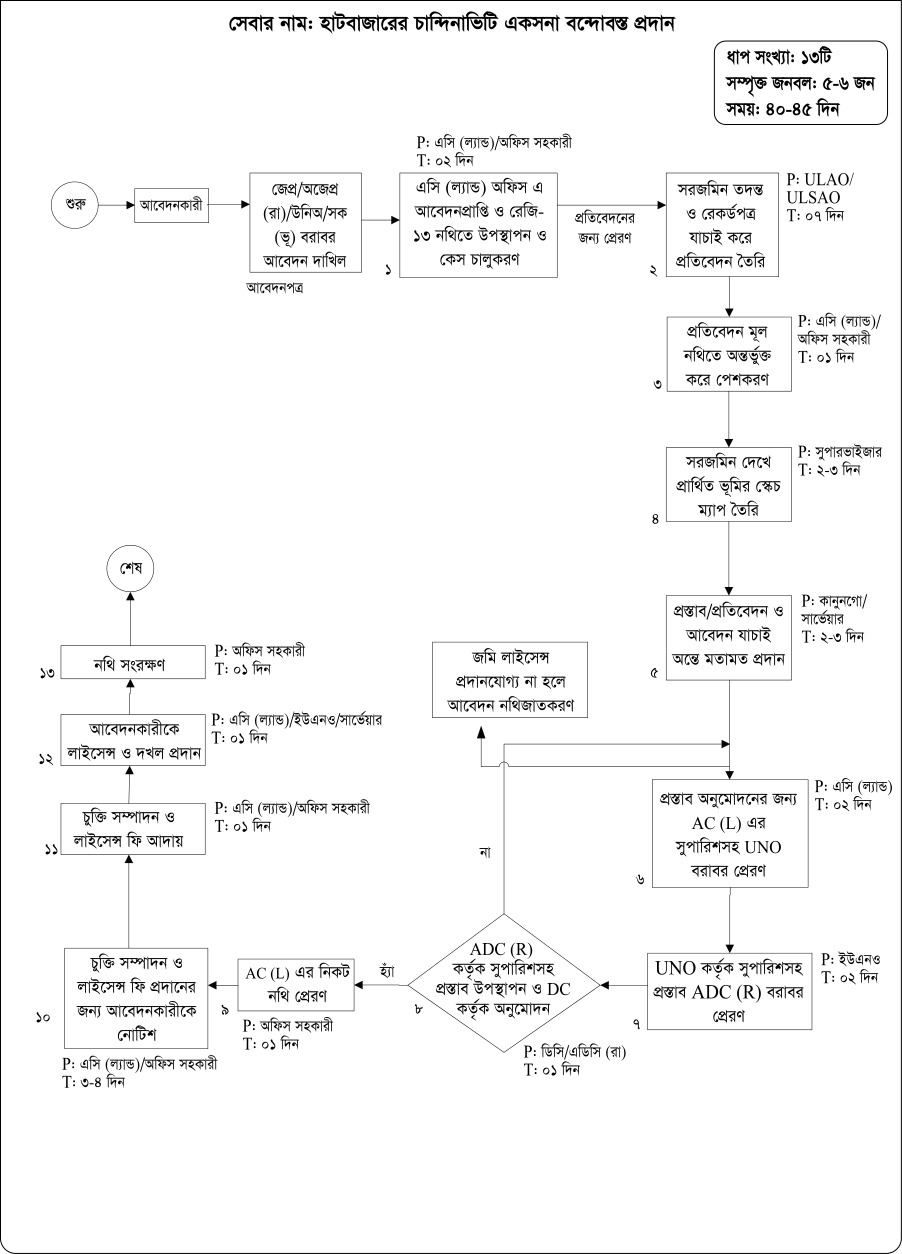 সেবার নাম: হাটবাজারের চান্দিনাভিটি একসনা বন্দোবস্ত প্রদান
ধাপ সংখ্যা: ১৩টি
সম্পৃক্ত জনবল: ৫-৬ জন
সময়: ৪০-৪৫ দিন
শুরু
আবেদনকারী
জেপ্র/অজেপ্র
(রা)/উনিঅ/সক
(ভূ) বরাবর
আবেদন দাখিল
আবেদনপত্র
P: এসি (ল্যান্ড)/অফিস সহকারী
T: ০২ দিন
এসি (ল্যান্ড) অফিস এ
আবেদনপ্রাপ্তি ও রেজি-
১৩ নথিতে উপস্থাপন ও
কেস চালুকরণ
১
প্রতিবেদনের
জন্য প্রেরণ
সরজমিন তদন্ত
ও রেকর্ডপত্র
যাচাই করে
প্রতিবেদন তৈরি
২
P: ULAO/
ULSAO
T: ০৭ দিন
প্রতিবেদন মূল
নথিতে অন্তর্ভুক্ত
করে পেশকরণ
৩
P: এসি (ল্যান্ড)/
অফিস সহকারী
T: ০১ দিন
সরজমিন দেখে
প্রার্থিত ভূমির স্কেচ
ম্যাপ তৈরি
৪
P: সুপারভাইজার
T: ২-৩ দিন
প্রস্তাব/প্রতিবেদন ও
আবেদন যাচাই
অন্তে মতামত প্রদান
৫
P: কানুনগো/
সার্ভেয়ার
T: ২-৩ দিন
জমি লাইসেন্স
প্রদানযোগ্য না হলে
আবেদন নথিজাতকরণ
প্রস্তাব অনুমোদনের জন্য
AC (L) এর
সুপারিশসহ UNO
বরাবর প্রেরণ
৬
P: এসি (ল্যান্ড)
T: ০২ দিন
UNO কর্তৃক সুপারিশসহ
প্রস্তাব ADC (R) বরাবর
প্রেরণ
৭
P: ইউএনও
T: ০২ দিন
না
ADC (R)
কর্তৃক সুপারিশসহ
প্রস্তাব উপস্থাপন ও DC
কর্তৃক অনুমোদন
৮
P: ডিসি/এডিসি (রা)
T: ০১ দিন
হ্যাঁ
AC (L) এর নিকট
নথি প্রেরণ
৯
P: অফিস সহকারী
T: ০১ দিন
চুক্তি সম্পাদন ও
লাইসেন্স ফি প্রদানের
জন্য আবেদনকারীকে
নোটিশ
১০
P: এসি (ল্যান্ড)/অফিস সহকারী
T: ৩-৪ দিন
চুক্তি সম্পাদন ও
লাইসেন্স ফি আদায়
১১
P: এসি (ল্যান্ড)/অফিস সহকারী
T: ০১ দিন
আবেদনকারীকে
লাইসেন্স ও দখল প্রদান
১২
P: এসি (ল্যান্ড)/ইউএনও/সার্ভেয়ার
T: ০১ দিন
নথি সংরক্ষণ
১৩
P: অফিস সহকারী
T: ০১ দিন
শেষ